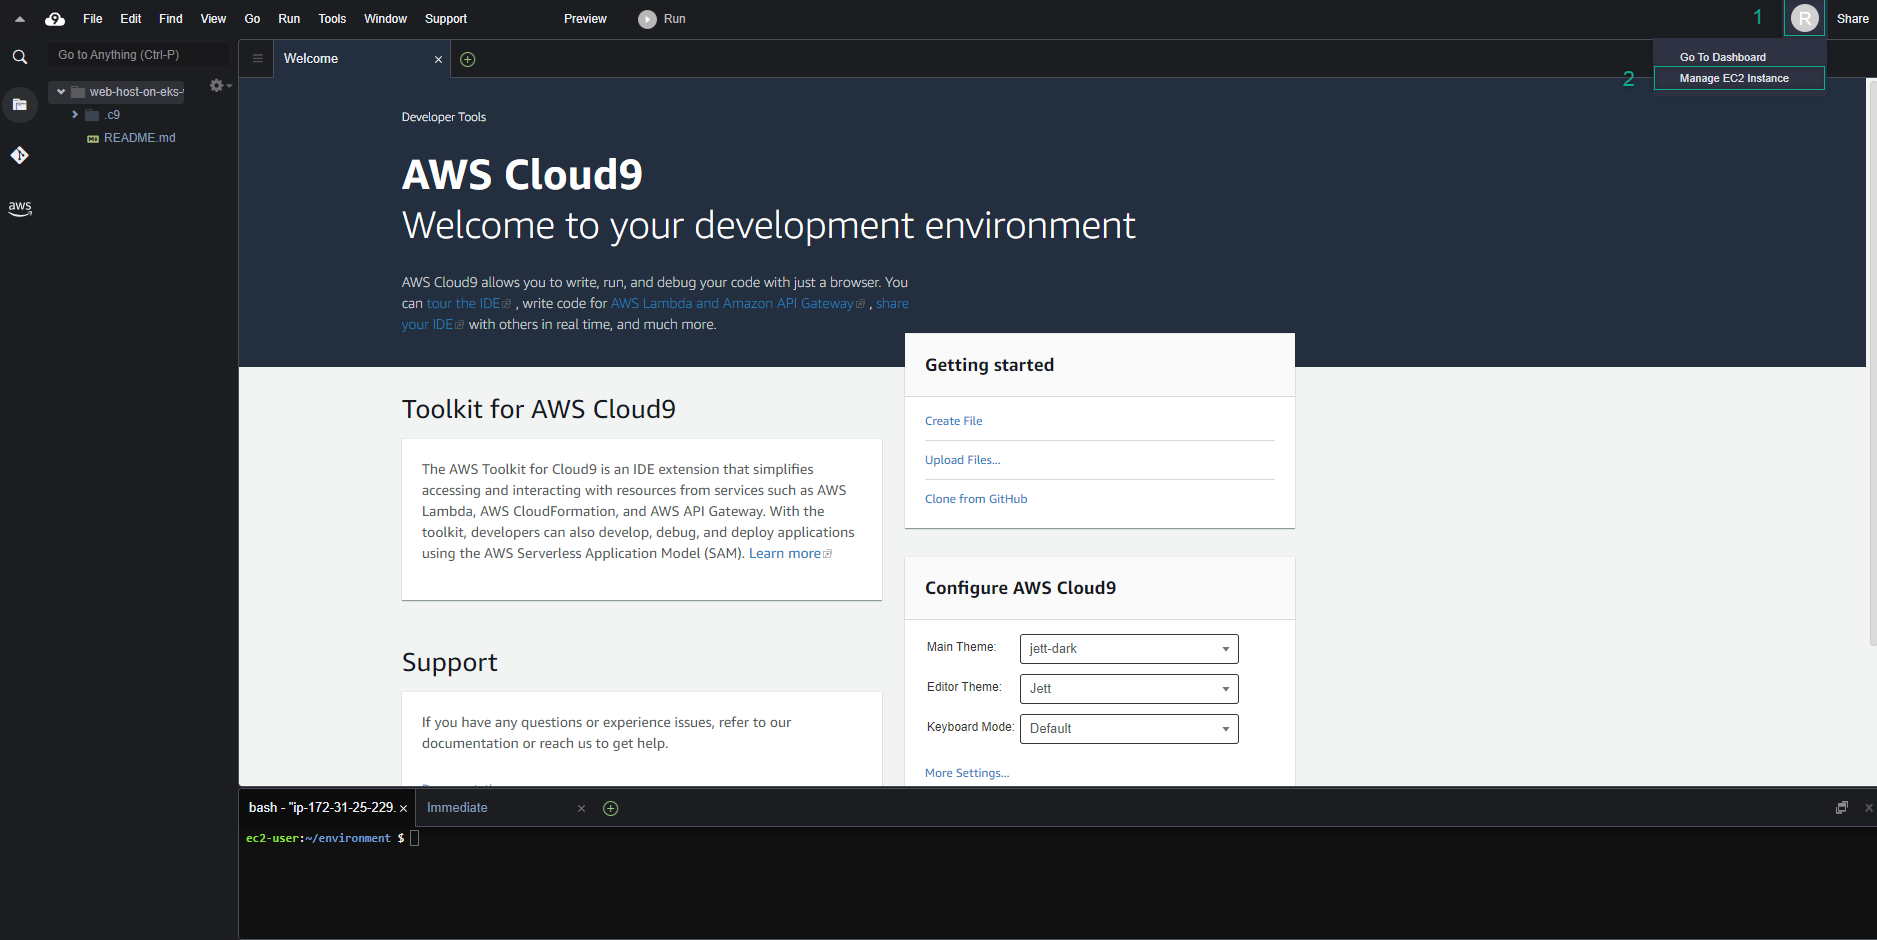 9 File Edit Find View Go Run Tools Window Support Preview Run 1 R Share
Go to Anything (Ctrl-P)
Welcome
Go To Dashboard
2 Manage EC2 Instance
web-host-on-eks-
.c9
README.md
aws
Developer Tools
AWS Cloud9
Welcome to your development environment
AWS Cloud9 allows you to write, run, and debug your code with just a browser. You
can tour the IDE , write code for AWS Lambda and Amazon API Gateway , share
your IDE with others in real time, and much more.
Getting started
Create File
Upload Files...
Clone from GitHub
Toolkit for AWS Cloud9
The AWS Toolkit for Cloud9 is an IDE extension that simplifies
accessing and interacting with resources from services such as AWS
Lambda, AWS CloudFormation, and AWS API Gateway. With the
toolkit, developers can also develop, debug, and deploy applications
using the AWS Serverless Application Model (SAM). Learn more
Configure AWS Cloud9
Main Theme: jett-dark
Editor Theme: Jett
Keyboard Mode: Default
More Settings...
Support
If you have any questions or experience issues, refer to our
documentation or reach us to get help.
bash - "ip-172-31-25-229. Immediate
ec2-user:~/environment $